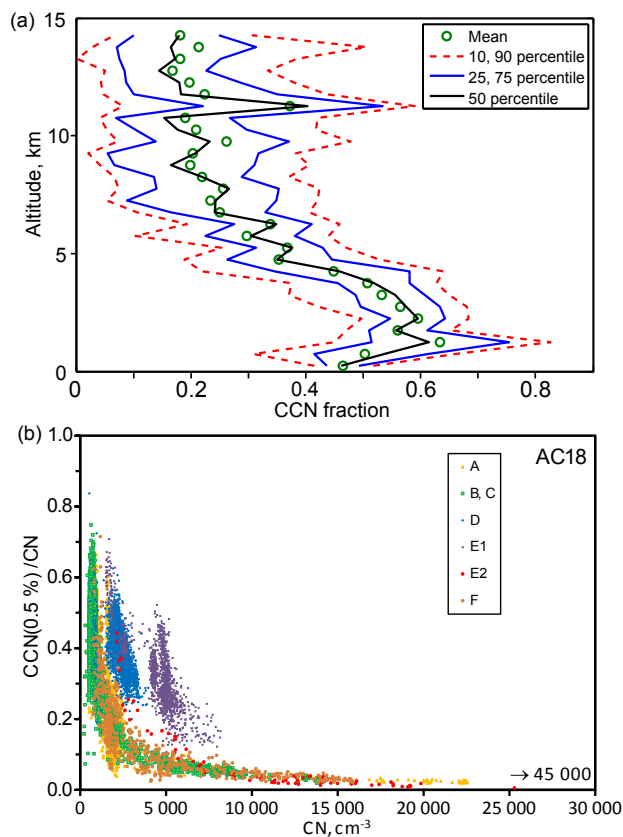 (a)
15
10
5
0
Altitude, km
Mean
10, 90 percentile
25, 75 percentile
50 percentile
0 0.2 0.4 0.6 0.8
CCN fraction
(b)
1.0
0.8
0.6
0.4
0.2
0.0
CCN(0.5 %) /CN
AC18
A
B, C
D
E1
E2
F
→ 45 000
0 5 000 10 000 15 000 20 000 25 000 30 000
CN, cm-3